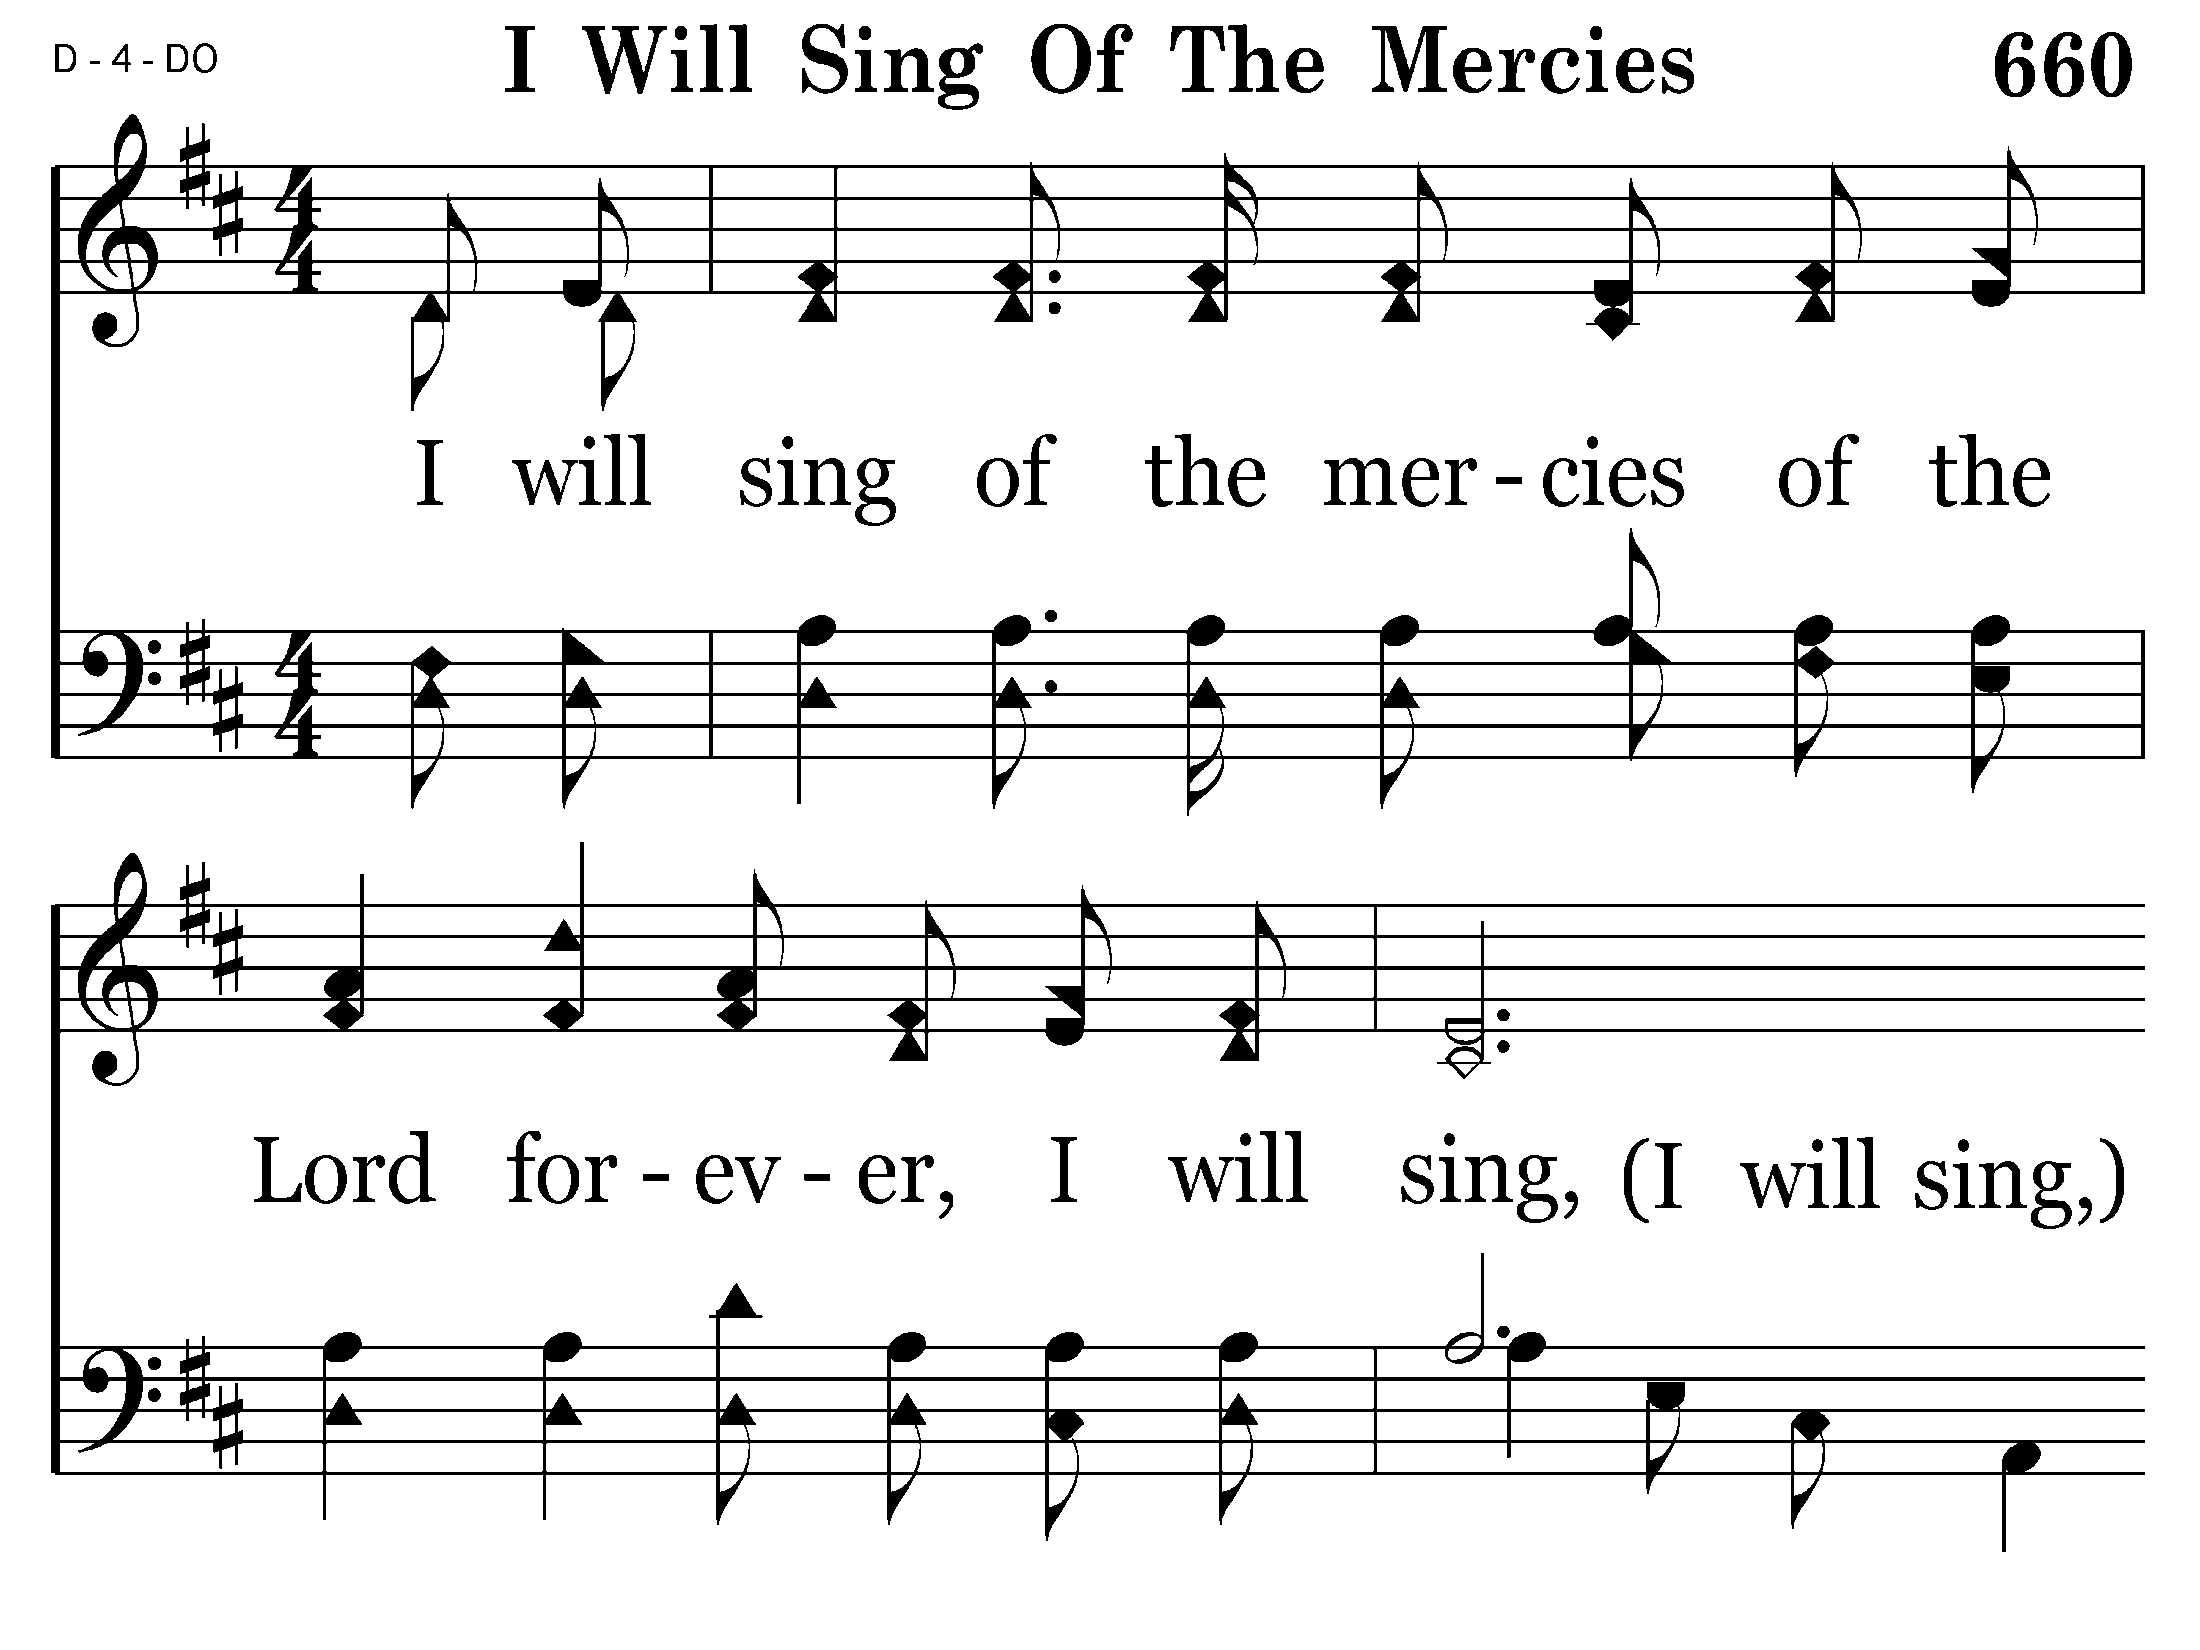 D - 4 - DO I Will Sing Of The Mercies 660
I will sing of the mer - cies of the
Lord for - ev - er, I will sing, (I will sing,)